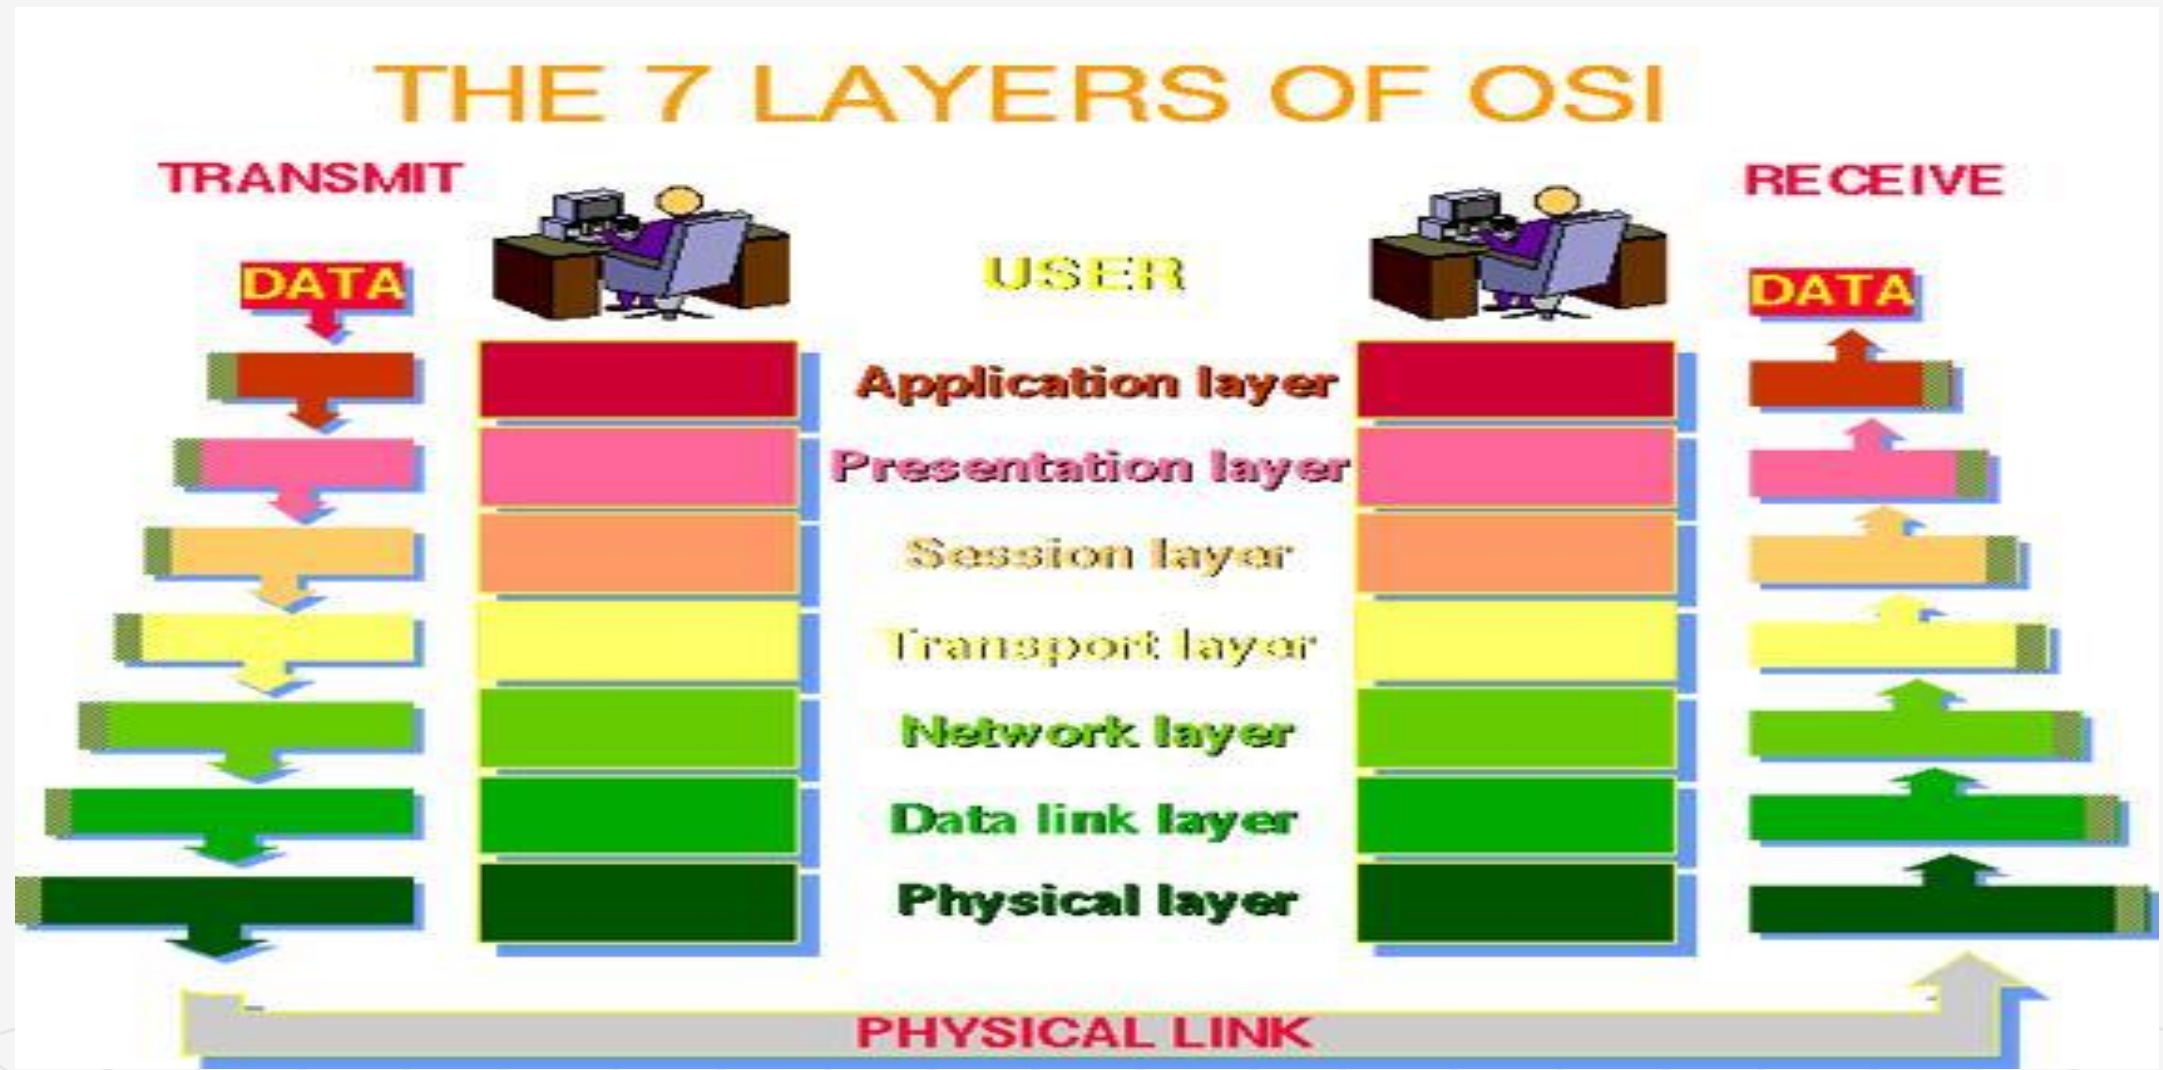 THE 7 LAYERS OF OSI
TRANSMIT
RECEIVE
DATA
USER
DATA
Application layer
Presentation layer
Session layer
Transport layer
Network layer
Data link layer
Physical layer
PHYSICAL LINK